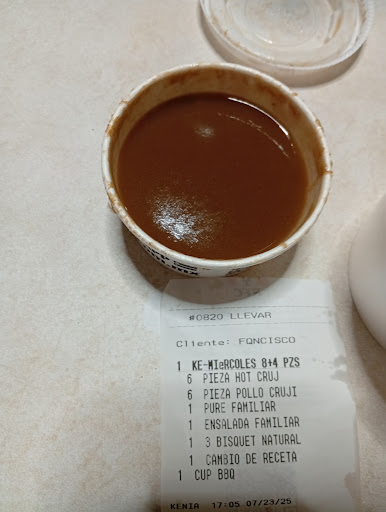 #0820 LLEVAR
Cliente: FQNCISCO
1 KE-MIeRCOLES 8+4 PZS
6 PIEZA HOT CRUJ
6 PIEZA POLLO CRUJI
1 PURE FAMILIAR
1 ENSALADA FAMILIAR
1 3 BISQUET NATURAL
1 CAMBIO DE RECETA
1 CUP BBQ
KENIA 17:05 07/23/25